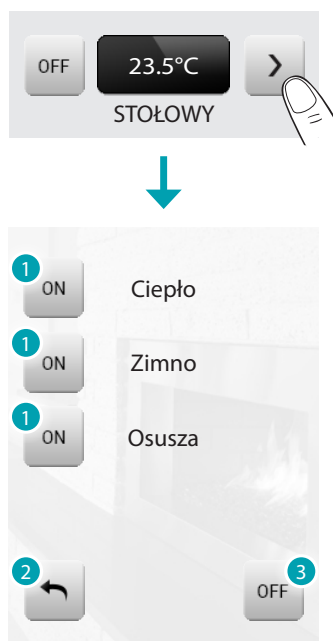 OFF 23.5°C >
STOŁOWY
1 ON Ciepło
1 ON Zimno
1 ON Osusza
2 OFF 3